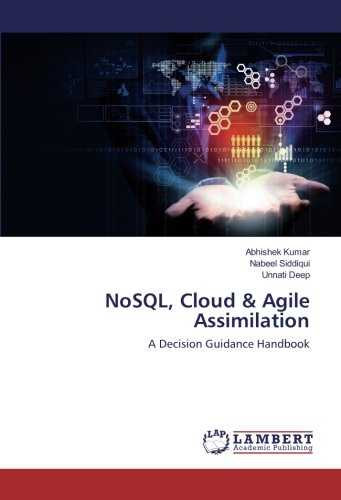 Abhishek Kumar
Nabeel Siddiqui
Unnati Deep
NoSQL, Cloud & Agile
Assimilation
A Decision Guidance Handbook
LAP LAMBERT
Academic Publishing